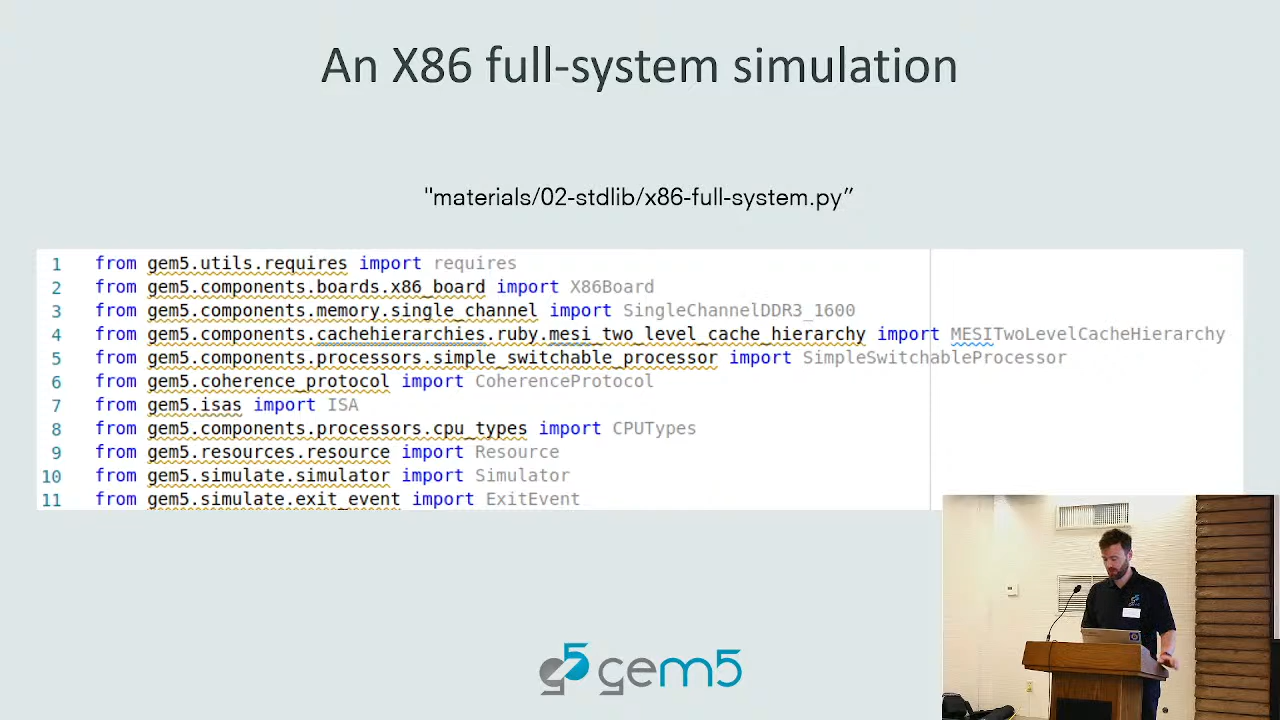 An X86 full-system simulation
"materials/02-stdlib/x86-full-system.py”
1 from gem5.utils.requires import requires
2 from gem5.components.boards.x86_board import X86Board
3 from gem5.components.memory.single_channel import SingleChannelDDR3_1600
4 from gem5.components.cachehierarchies.ruby.mesi_two_level_cache_hierarchy import MESITwoLevelCacheHierarchy
5 from gem5.components.processors.simple_switchable_processor import SimpleSwitchableProcessor
6 from gem5.coherence_protocol import CoherenceProtocol
7 from gem5.isas import ISA
8 from gem5.components.processors.cpu_types import CPUTypes
9 from gem5.resources.resource import Resource
10 from gem5.simulate.simulator import Simulator
11 from gem5.simulate.exit_event import ExitEvent
g5 gem5